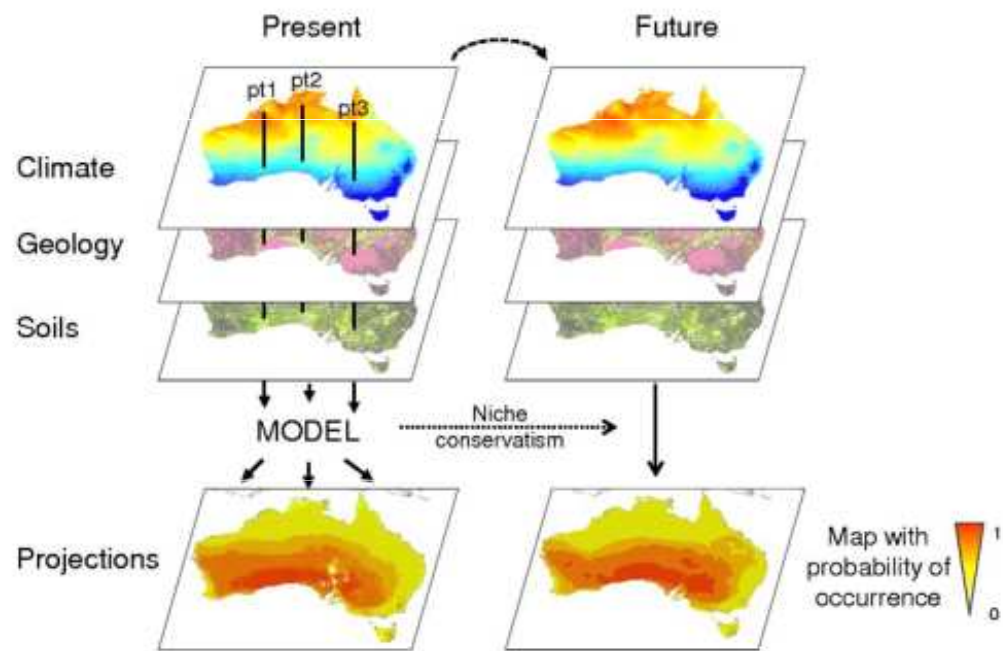 Present
Future
pt1
pt2
pt3
Climate
Geology
Soils
MODEL
Niche
conservatism
Projections
Map with
probability of
occurrence
1
0